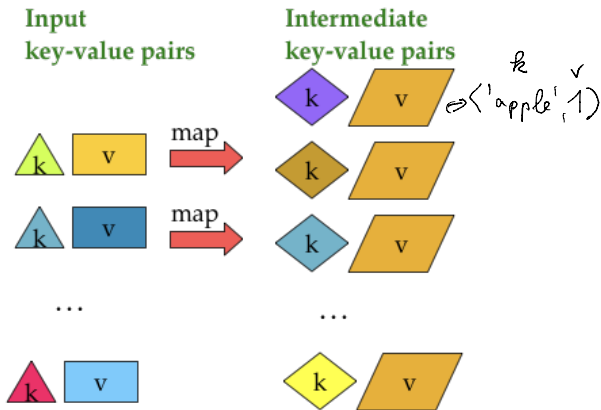 Input
key-value pairs
Intermediate
key-value pairs
k v
k v
⇔ ('apple', 1)
map
k v
k v
map
k v
k v
k v
...
...
k v
k v